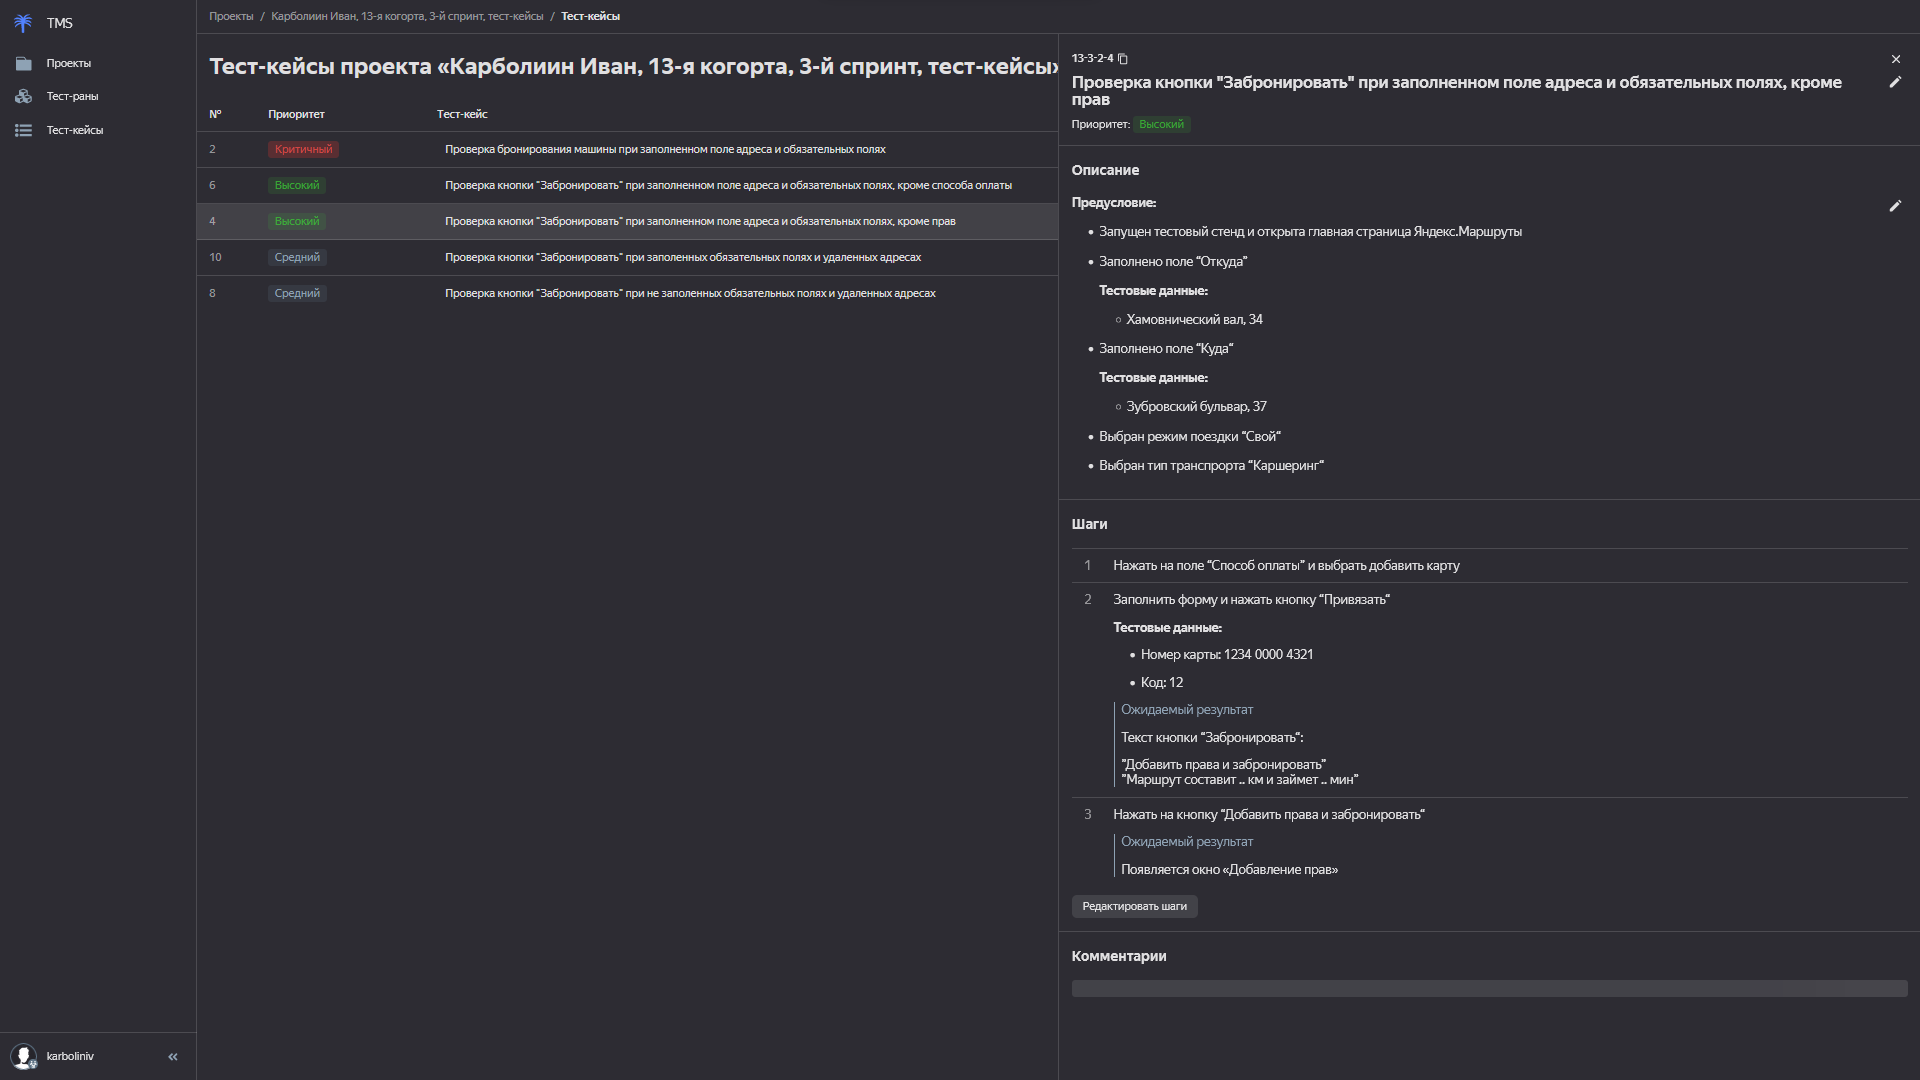 TMS
Проекты
Тест-раны
Тест-кейсы
karboliniv
Проекты / Карболиин Иван, 13-я когорта, 3-й спринт, тест-кейсы / Тест-кейсы
Тест-кейсы проекта «Карболиин Иван, 13-я когорта, 3-й спринт, тест-кейсы»
№ Приоритет Тест-кейс
2 Критичный Проверка бронирования машины при заполненном поле адреса и обязательных полях
6 Высокий Проверка кнопки "Забронировать" при заполненном поле адреса и обязательных полях, кроме способа оплаты
4 Высокий Проверка кнопки "Забронировать" при заполненном поле адреса и обязательных полях, кроме прав
10 Средний Проверка кнопки "Забронировать" при заполенных обязательных полях и удаленных адресах
8 Средний Проверка кнопки "Забронировать" при не заполенных обязательных полях и удаленных адресах
13-3-2-4
Проверка кнопки "Забронировать" при заполненном поле адреса и обязательных полях, кроме
прав
Приоритет: Высокий
Описание
Предусловие:
• Запущен тестовый стенд и открыта главная страница Яндекс.Маршруты
• Заполнено поле “Откуда”
Тестовые данные:
◦ Хамовнический вал, 34
• Заполнено поле “Куда“
Тестовые данные:
◦ Зубровский бульвар, 37
• Выбран режим поездки “Свой“
• Выбран тип транспрорта “Каршеринг“
Шаги
1 Нажать на поле “Способ оплаты” и выбрать добавить карту
2 Заполнить форму и нажать кнопку “Привязать“
Тестовые данные:
• Номер карты: 1234 0000 4321
• Код: 12
Ожидаемый результат
Текст кнопки “Забронировать“:
”Добавить права и забронировать”
”Маршрут составит .. км и займет .. мин”
3 Нажать на кнопку “Добавить права и забронировать“
Ожидаемый результат
Появляется окно «Добавление прав»
Редактировать шаги
Комментарии